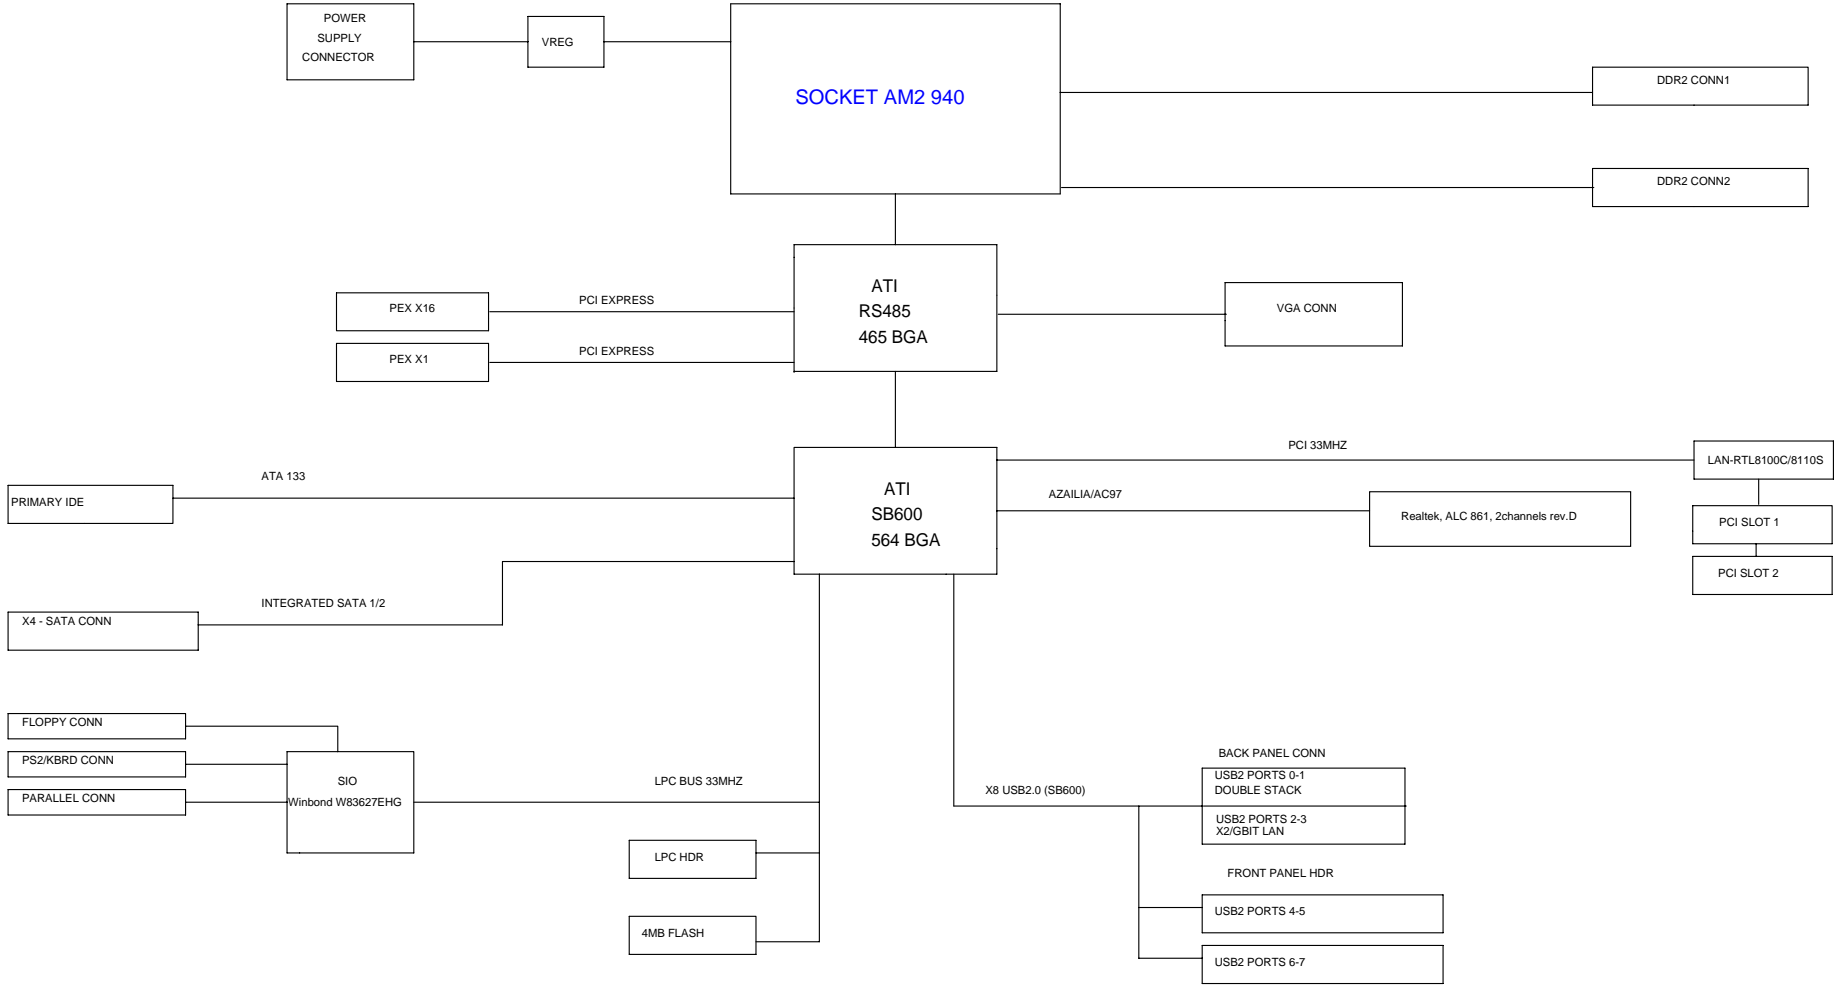 POWER
SUPPLY
CONNECTOR
VREG
SOCKET AM2 940
DDR2 CONN1
DDR2 CONN2
ATI
RS485
465 BGA
PEX X16
PCI EXPRESS
PEX X1
PCI EXPRESS
VGA CONN
ATI
SB600
564 BGA
PCI 33MHZ
LAN-RTL8100C/8110S
PCI SLOT 1
PCI SLOT 2
AZAILIA/AC97
Realtek, ALC 861, 2channels rev.D
ATA 133
PRIMARY IDE
INTEGRATED SATA 1/2
X4 - SATA CONN
FLOPPY CONN
PS2/KBRD CONN
PARALLEL CONN
SIO
Winbond W83627EHG
LPC BUS 33MHZ
LPC HDR
4MB FLASH
X8 USB2.0 (SB600)
BACK PANEL CONN
USB2 PORTS 0-1
DOUBLE STACK
USB2 PORTS 2-3
X2/GBIT LAN
FRONT PANEL HDR
USB2 PORTS 4-5
USB2 PORTS 6-7